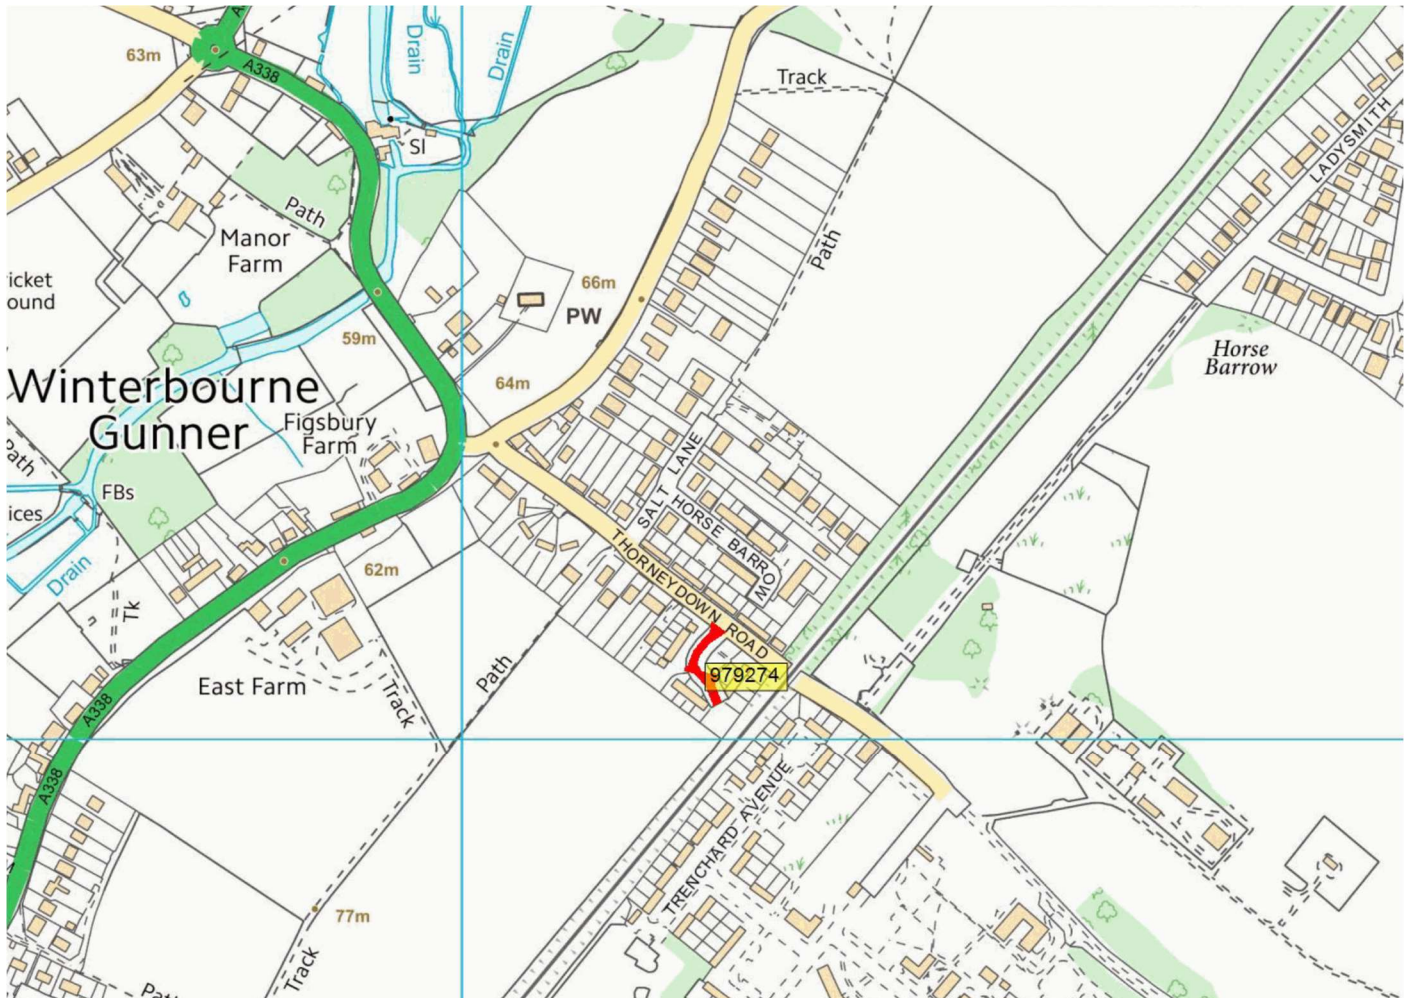 A338
63m
Drain
Drain
Track
LADYSMITH
SI
Path
Manor
Farm
Path
icket
ound
66m
PW
59m
Horse
Barrow
Winterbourne
Gunner
64m
Figsbury
Farm
Path
SALT LANE
FBs
ices
HORSE BARROW
Drain
THORNEYDOWN ROAD
62m
Tk
979274
Path
East Farm
Track
A338
A338
TRENCHARD AVENUE
77m
Track